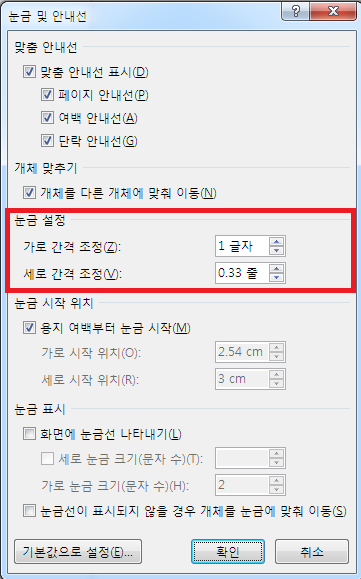 눈금 및 안내선
맞춤 안내선
맞춤 안내선 표시(D)
페이지 안내선(P)
여백 안내선(A)
단락 안내선(G)
개체 맞추기
개체를 다른 개체에 맞춰 이동(N)
눈금 설정
가로 간격 조정(Z): 1 글자
세로 간격 조정(V): 0.33 줄
눈금 시작 위치
용지 여백부터 눈금 시작(M)
가로 시작 위치(O): 2.54 cm
세로 시작 위치(R): 3 cm
눈금 표시
화면에 눈금선 나타내기(L)
세로 눈금 크기(문자 수)(T):
가로 눈금 크기(문자 수)(H): 2
눈금선이 표시되지 않을 경우 개체를 눈금에 맞춰 이동(S)
기본값으로 설정(E)... 확인 취소